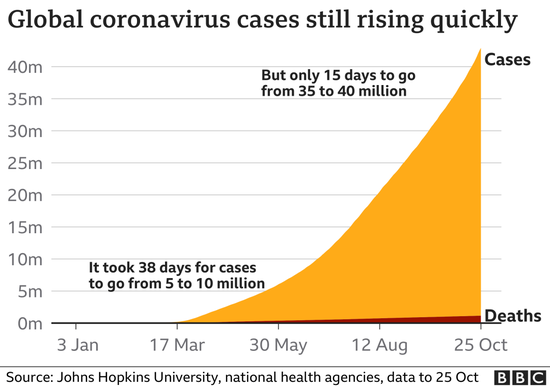 Global coronavirus cases still rising quickly
40m
35m
30m
25m
20m
15m
10m
5m
0m
Cases
But only 15 days to go
from 35 to 40 million
It took 38 days for cases
to go from 5 to 10 million
Deaths
3 Jan
17 Mar
30 May
12 Aug
25 Oct
Source: Johns Hopkins University, national health agencies, data to 25 Oct
BBC